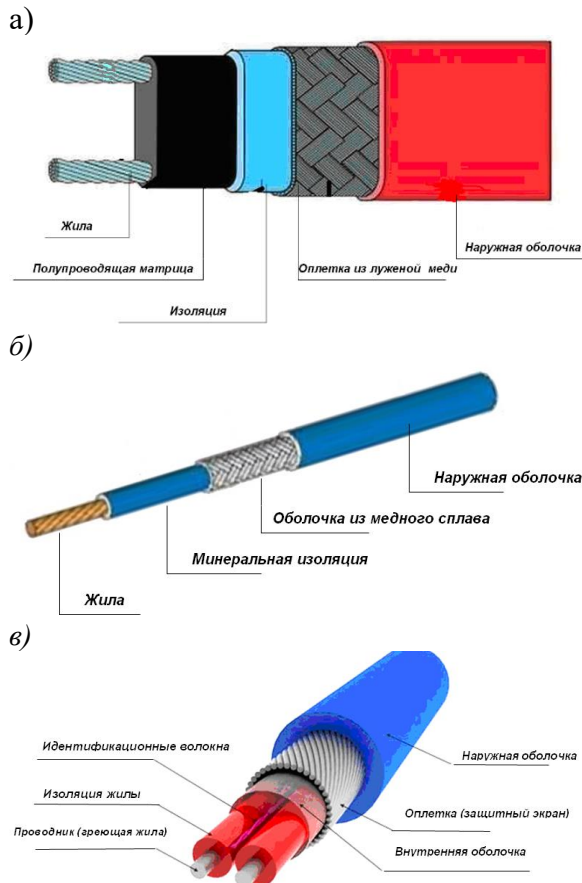 а)
Жила
Наружная оболочка
Полупроводящая матрица
Оплетка из луженой меди
Изоляция
б)
Наружная оболочка
Оболочка из медного сплава
Минеральная изоляция
Жила
в)
Идентификационные волокна
Наружная оболочка
Изоляция жилы
Оплетка (защитный экран)
Проводник (греющая жила)
Внутренняя оболочка